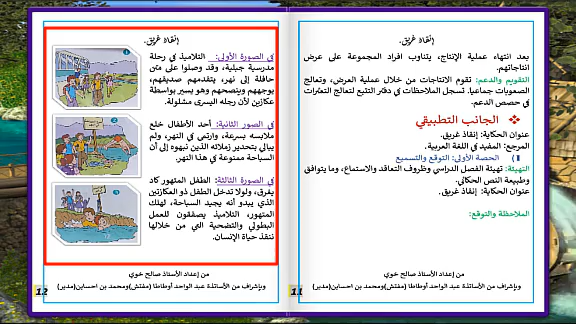 إنقاذ غريق.
بعد انتهاء عملية الإنتاج، يتناوب أفراد المجموعة على عرض
انتاجاتهم.
التقويم والدعم: تقوم الانتاجات من خلال عملية العرض، وتعالج
الصعوبات جماعيا. تسجل الملاحظات في دفتر التتبع لتعالج التعثرات
في حصص الدعم.
❖ الجانب التطبيقي
عنوان الحكاية: إنقاذ غريق.
المرجع: المفيد في اللغة العربية.
1) الحصة الأولى: التوقع والتسميع
التهيئة: تهيئة الفصل الدراسي وظروف التعاقد والاستماع، وما يتوافق
وطبيعة النص الحكائي.
عنوان الحكاية: إنقاذ غريق.
الملاحظة والتوقع:
من إعداد الأستاذ صالح خوي
وبإشراف من الأساتذة عبد الواحد أوطاطا (مفتش) ومحمد بن احساين (مدير)
11
إنقاذ غريق.
في الصورة الأولى: التلاميذ في رحلة
مدرسية جبلية، وقد وصلوا على متن
حافلة إلى نهر، يتقدمهم صديقهم،
يوجههم وينصحهم وهو يسير بواسطة
عكازين لأن رجله اليسرى مشلولة.
في الصورة الثانية: أحد الأطفال خلع
ملابسه بسرعة، وارتمى في النهر، ولم
يبالي بتحذير زملائه الذين نبهوه إلى أن
السباحة ممنوعة في هذا النهر.
في الصورة الثالثة: الطفل المتهور كاد
يغرق، ولولا تدخل الطفل ذو العكازتين
الذي يبدو أنه يجيد السباحة، لهلك
المتهور، التلاميذ يصفقون للعمل
البطولي والتضحية التي من خلالها
تنقذ حياة الإنسان.
من إعداد الأستاذ صالح خوي
وبإشراف من الأساتذة عبد الواحد أوطاطا (مفتش) ومحمد بن احساين (مدير)
12